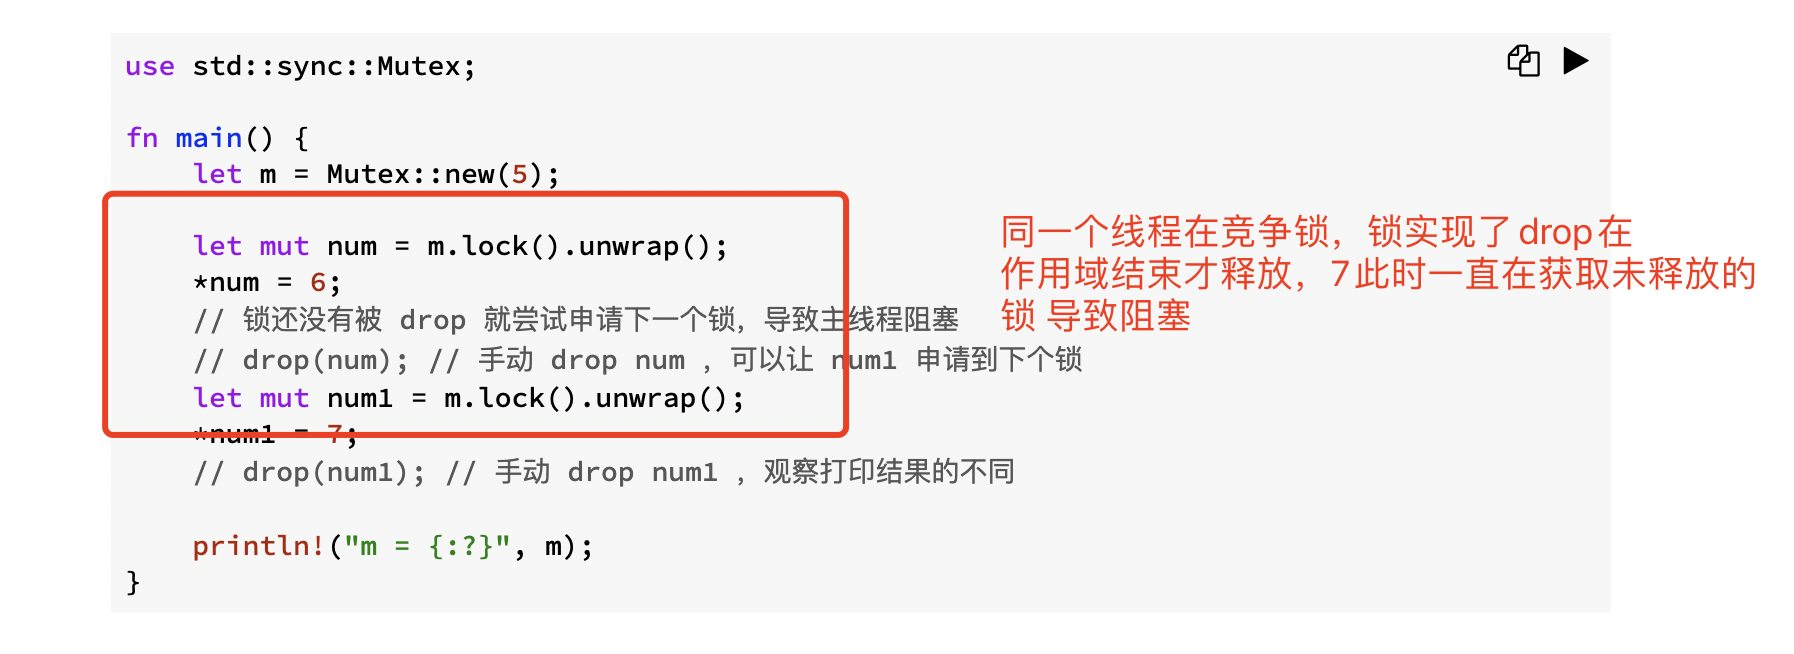 use std::sync::Mutex;
fn main() {
let m = Mutex::new(5);
let mut num = m.lock().unwrap();
*num = 6;
// 锁还没有被 drop 就尝试申请下一个锁，导致主线程阻塞
// drop(num); // 手动 drop num ，可以让 num1 申请到下个锁
let mut num1 = m.lock().unwrap();
*num1 = 7;
// drop(num1); // 手动 drop num1 ，观察打印结果的不同
println!("m = {:?}", m);
}
同一个线程在竞争锁，锁实现了drop在
作用域结束才释放，7此时一直在获取未释放的
锁 导致阻塞